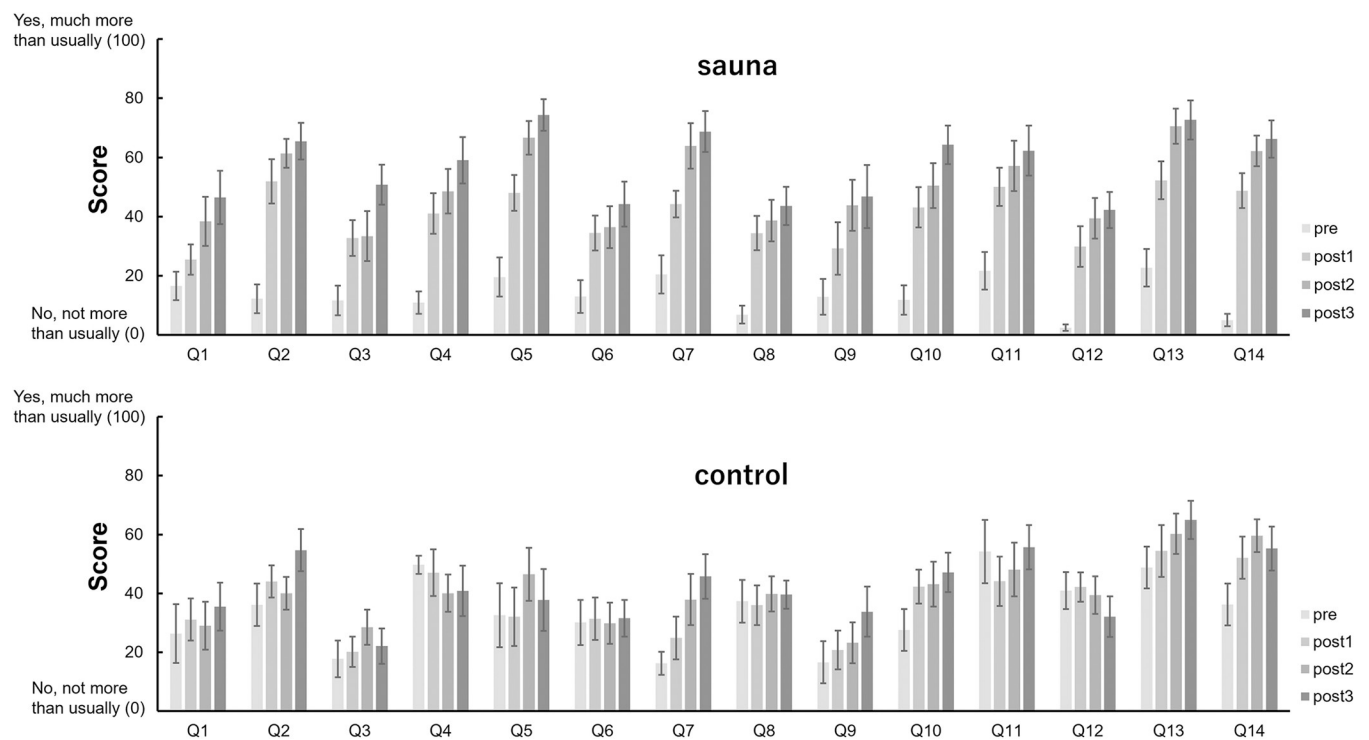 Yes, much more
than usually (100)
sauna
80
60
Score
40
20
No, not more
than usually (0)
pre
post1
post2
post3
Q1 Q2 Q3 Q4 Q5 Q6 Q7 Q8 Q9 Q10 Q11 Q12 Q13 Q14
Yes, much more
than usually (100)
control
80
60
Score
40
20
No, not more
than usually (0)
pre
post1
post2
post3
Q1 Q2 Q3 Q4 Q5 Q6 Q7 Q8 Q9 Q10 Q11 Q12 Q13 Q14